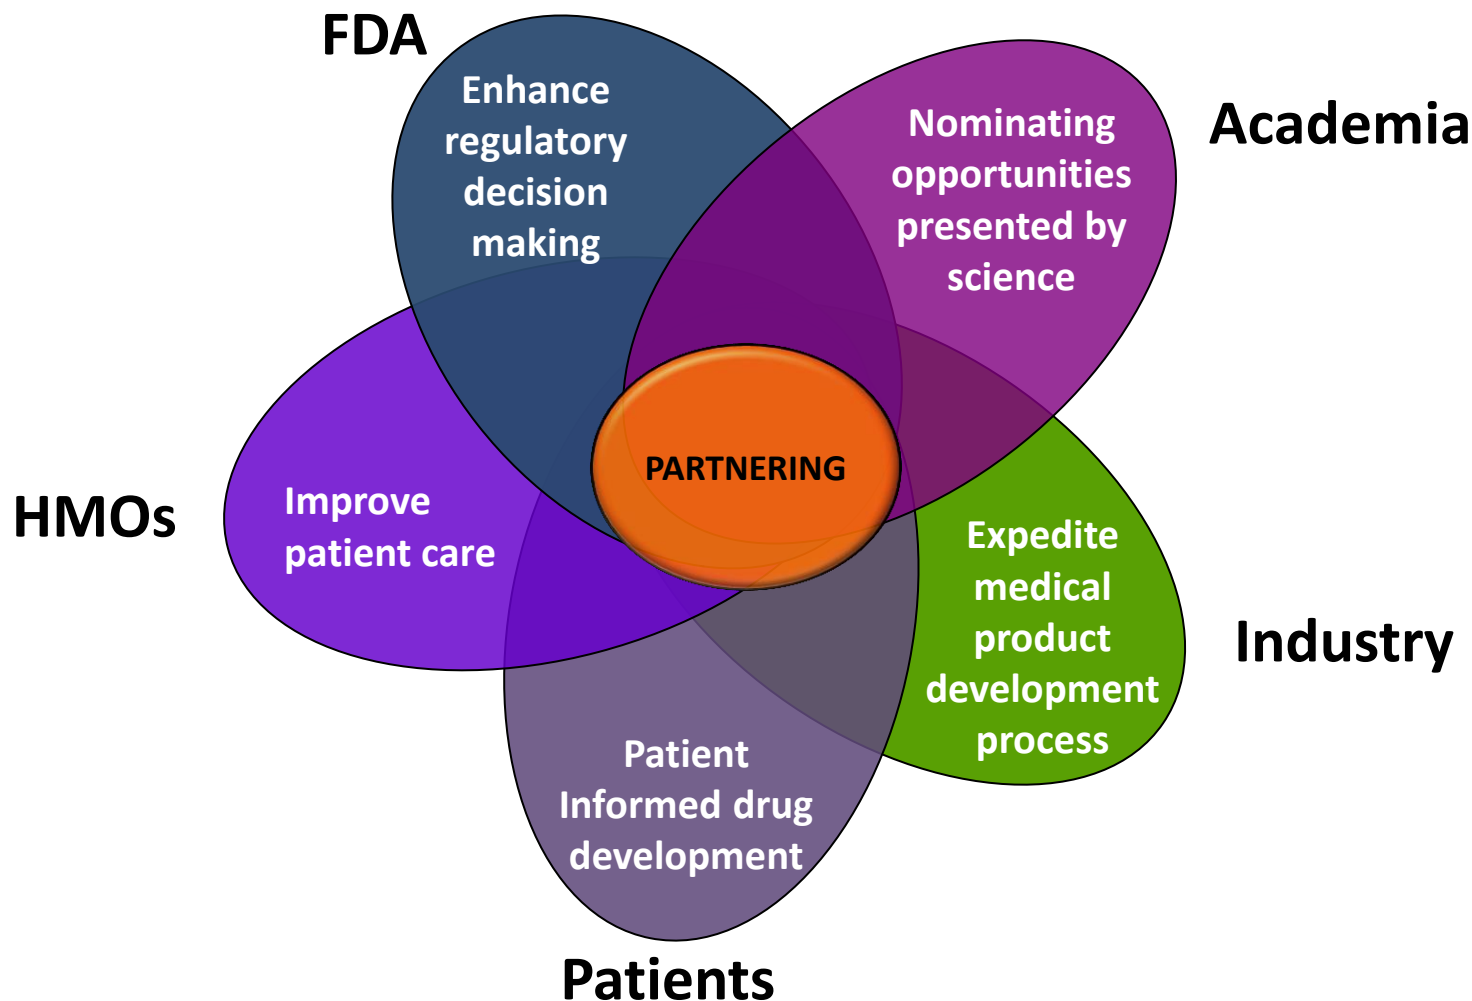 FDA
Enhance
regulatory
decision
making
Academia
Nominating
opportunities
presented by
science
PARTNERING
HMOs
Improve
patient care
Industry
Expedite
medical
product
development
process
Patient
Informed drug
development
Patients